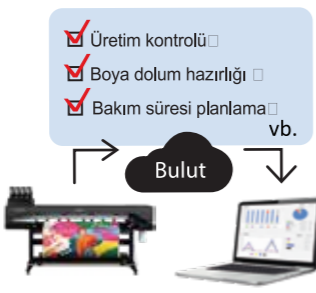 Üretim kontrolü
Boya dolum hazırlığı
Bakım süresi planlama
vb.
Bulut